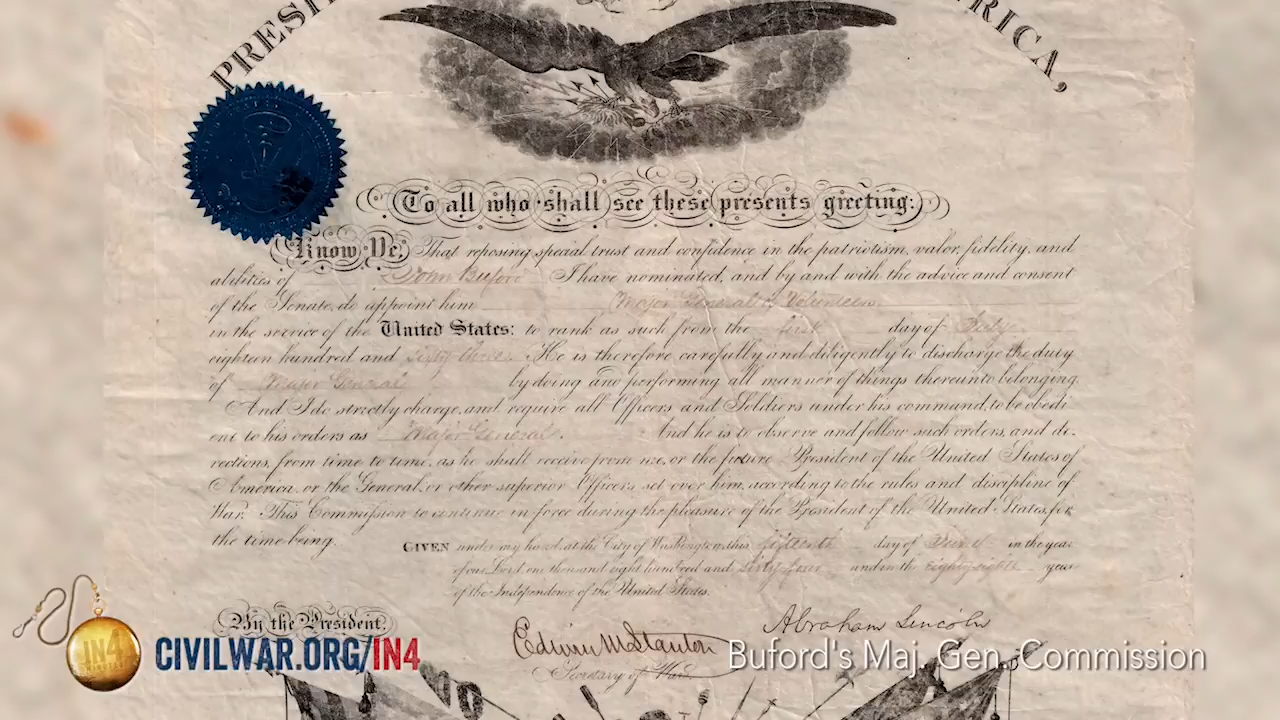 PRESI
RICA,
To all who shall see these presents greeting:
Know Ye, That reposing special trust and confidence in the patriotism, valor, fidelity, and
abilities of John Buford I have nominated, and by and with the advice and consent
of the Senate, do appoint him Major General of Volunteers
in the service of the United States: to rank as such from the first day of July
eighteen hundred and sixty three. He is therefore carefully and diligently to discharge the duty
of Major General by doing and performing all manner of things thereunto belonging.
And I do strictly charge, and require all Officers and Soldiers under his command, to be obedi
ent to his orders as Major General. And he is to observe and follow such orders, and di-
rections, from time to time, as he shall receive from me, or the future President of the United States of
America, or the General, or other superior Officers set over him, according to the rules and discipline of
War. This Commission to continue in force during the pleasure of the President of the United States, for
the time being.
GIVEN under my hand, at the City of Washington, this fifteenth day of June in the year
of our Lord, one thousand eight hundred and sixty four and in the eighty eighth year
of the Independence of the United States.
By the President.
Abraham Lincoln
Edwin M Stanton
Secretary of War.
IN4
CIVILWAR.ORG/IN4
Buford's Maj. Gen. Commission